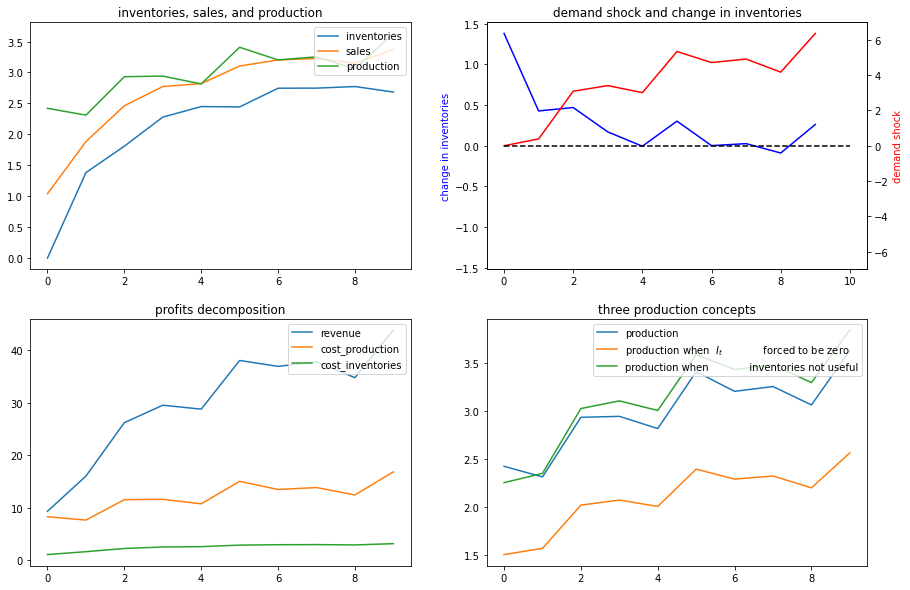 inventories, sales, and production
inventories
sales
production
3.5
3.0
2.5
2.0
1.5
1.0
0.5
0.0
0 2 4 6 8
demand shock and change in inventories
change in inventories
1.5
1.0
0.5
0.0
−0.5
−1.0
−1.5
6
4
2
0
−2
−4
−6
demand shock
0 2 4 6 8 10
profits decomposition
revenue
cost_production
cost_inventories
40
30
20
10
0
0 2 4 6 8
three production concepts
production
production when I_t forced to be zero
production when inventories not useful
3.5
3.0
2.5
2.0
1.5
0 2 4 6 8